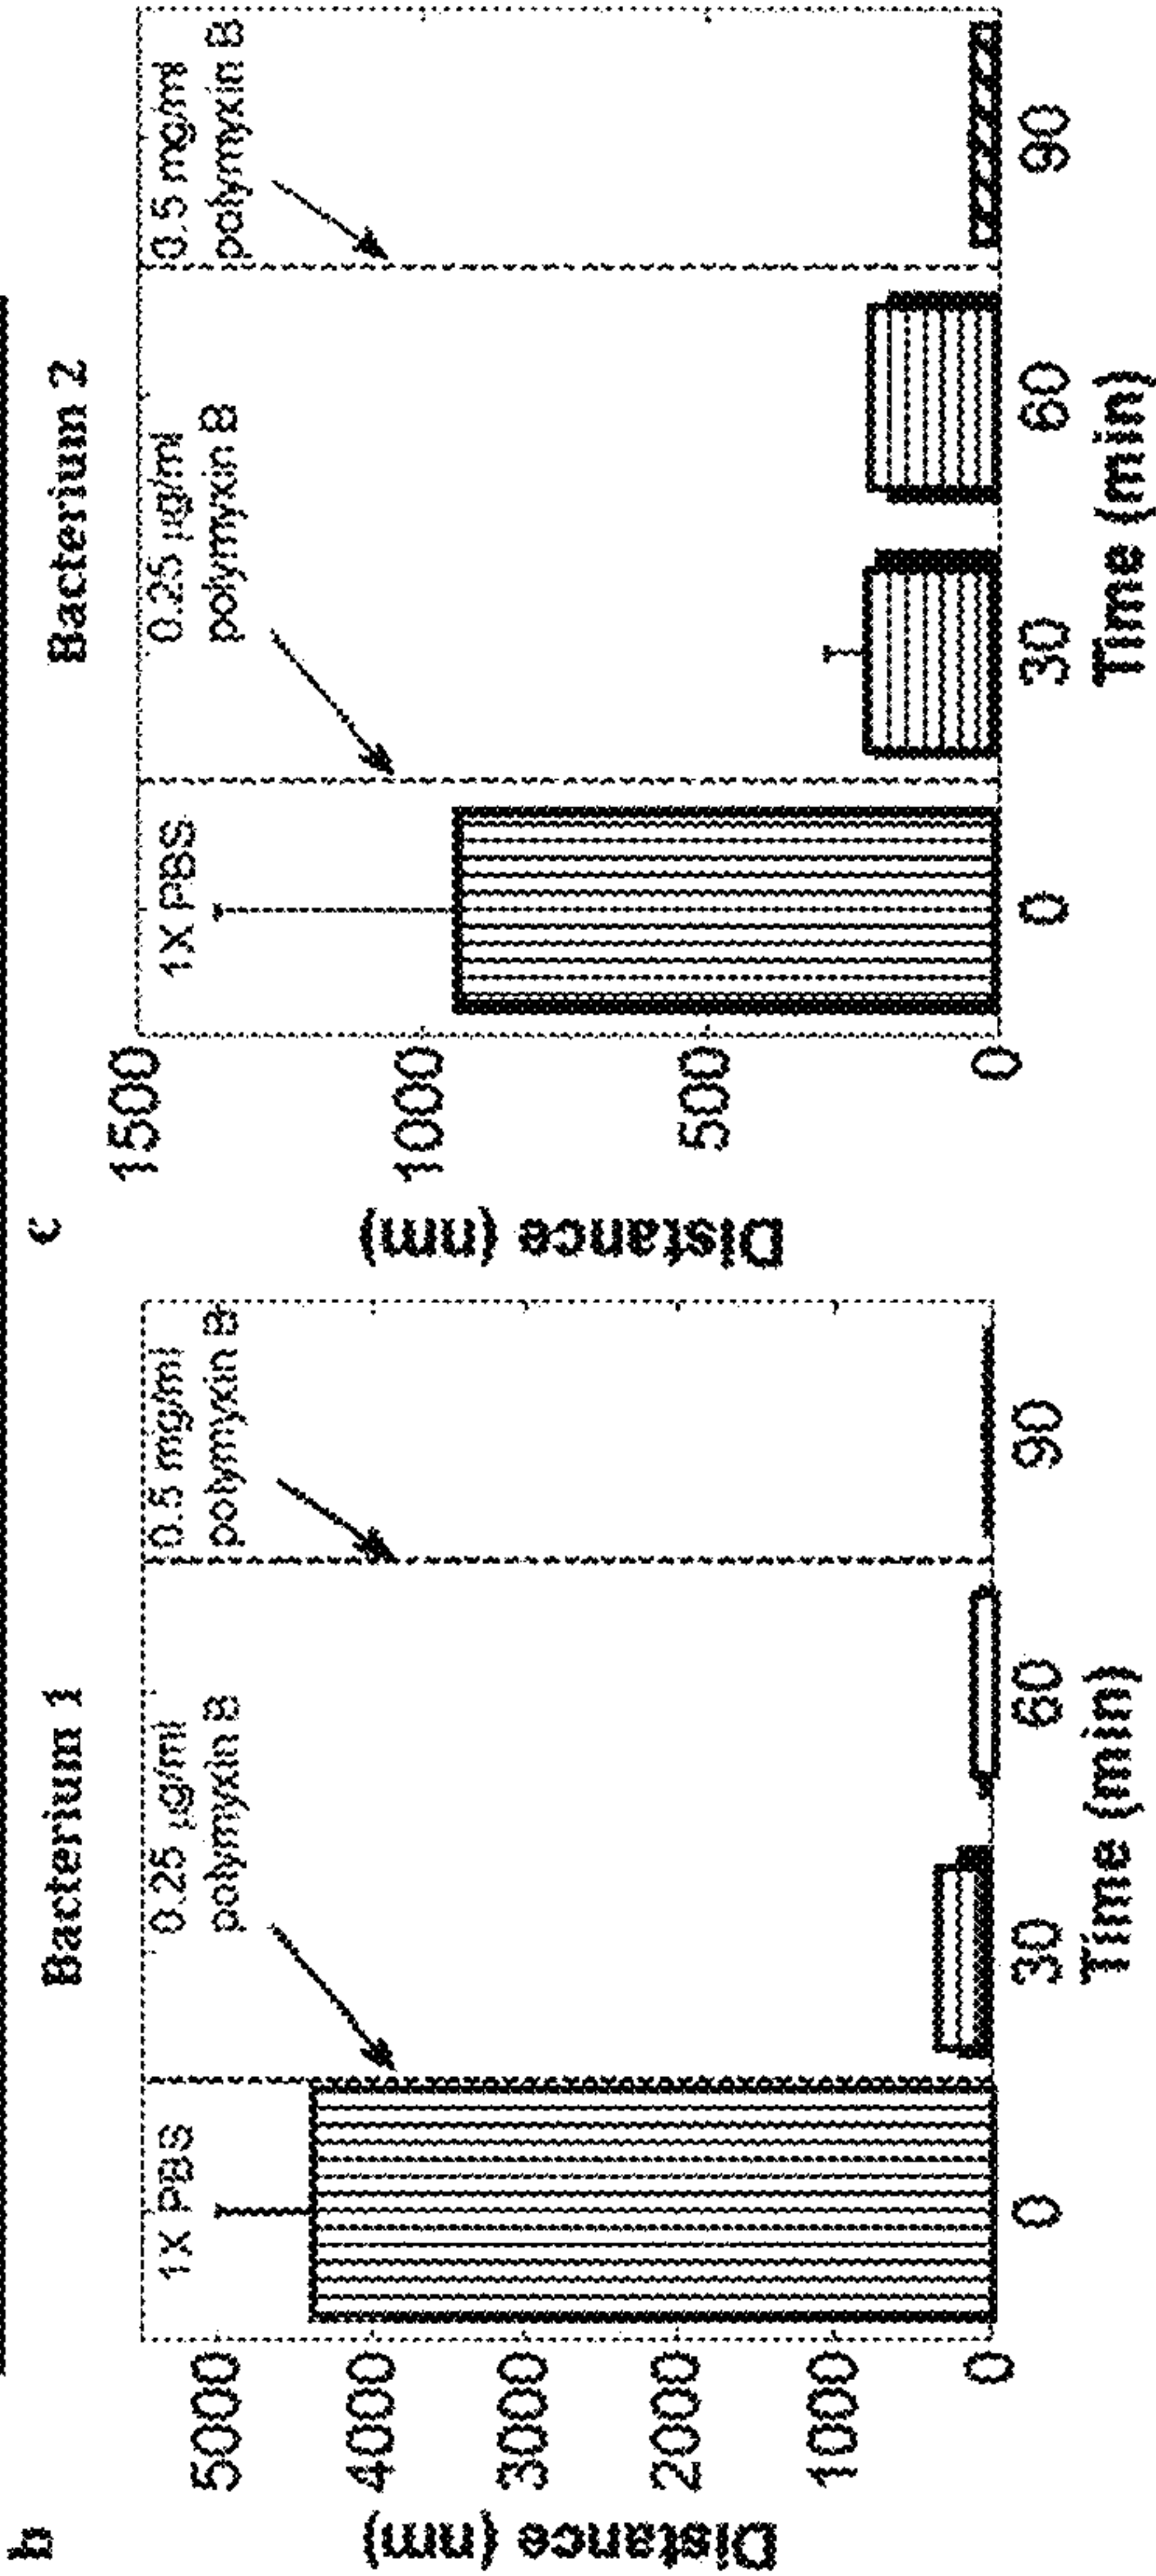 b
Bacterium 1
Distance (nm)
5000
4000
3000
2000
1000
0
1X PBS
0.25 µg/ml
polymyxin B
0.5 mg/ml
polymyxin B
0
30
60
90
Time (min)
c
Bacterium 2
Distance (nm)
1500
1000
500
0
1X PBS
0.25 µg/ml
polymyxin B
0.5 mg/ml
polymyxin B
0
30
60
90
Time (min)